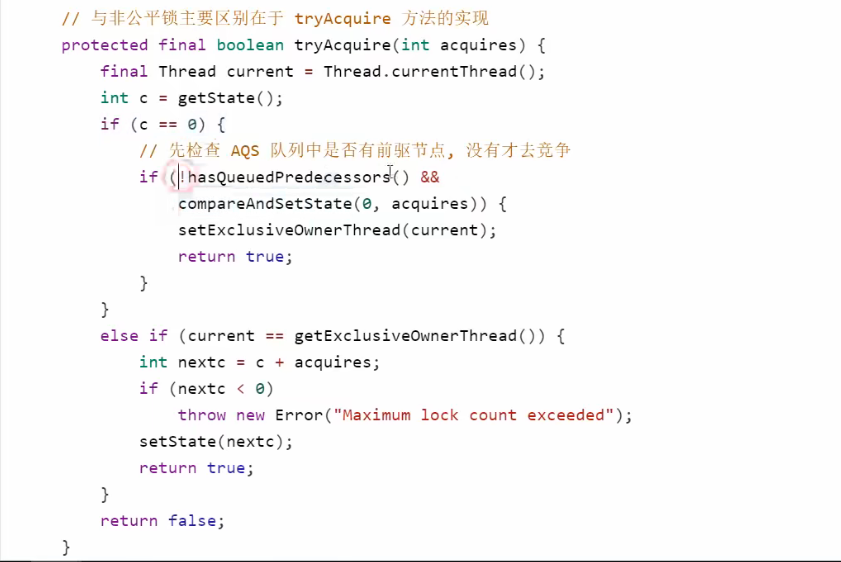 // 与非公平锁主要区别在于 tryAcquire 方法的实现
protected final boolean tryAcquire(int acquires) {
final Thread current = Thread.currentThread();
int c = getState();
if (c == 0) {
// 先检查 AQS 队列中是否有前驱节点, 没有才去竞争
if (!hasQueuedPredecessors() &&
compareAndSetState(0, acquires)) {
setExclusiveOwnerThread(current);
return true;
}
}
else if (current == getExclusiveOwnerThread()) {
int nextc = c + acquires;
if (nextc < 0)
throw new Error("Maximum lock count exceeded");
setState(nextc);
return true;
}
return false;
}